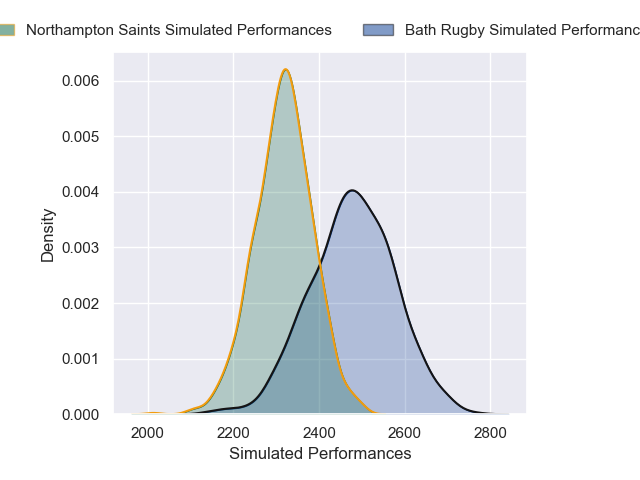 Northampton Saints Simulated Performances Bath Rugby Simulated Performanc
0.006
0.005
0.004
0.003
0.002
0.001
0.000
Density
2000 2200 2400 2600 2800
Simulated Performances